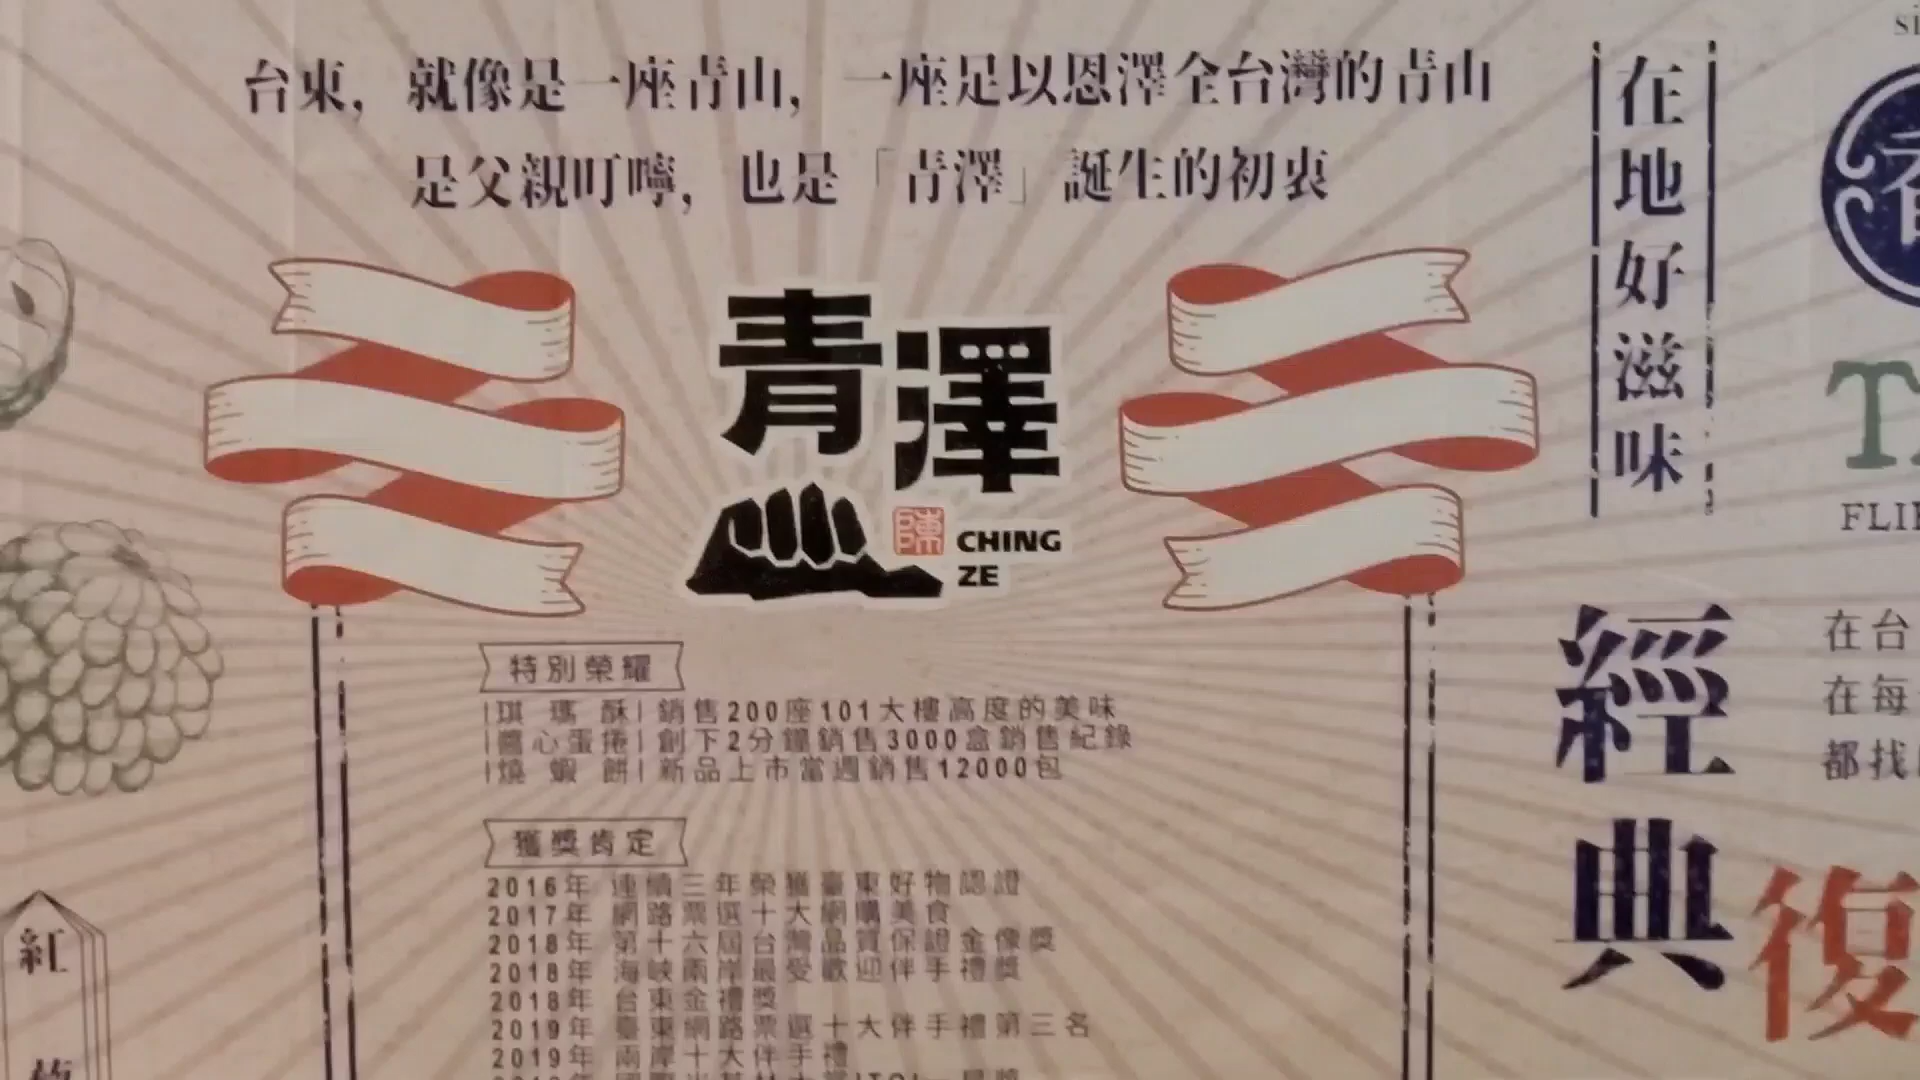 台東，就像是一座青山，一座足以恩澤全台灣的青山
是父親叮嚀，也是「青澤」誕生的初衷
青澤
陳
CHING
ZE
特別榮耀
|琪瑪酥|銷售200座101大樓高度的美味
|醬心蛋捲|創下2分鐘銷售3000盒銷售紀錄
|燒蝦餅|新品上市當週銷售12000包
獲獎肯定
2016年 連續三年榮獲臺東好物認證
2017年 網路票選十大網購美食
2018年 第十六屆台灣品質保證金像獎
2018年 海峽兩岸最受歡迎伴手禮獎
2018年 台東金禮獎
2019年 臺東網路票選十大伴手禮第三名
2019年 兩岸十大伴手禮
在地好滋味
經典
復
FLI
在台
在每
都找
紅